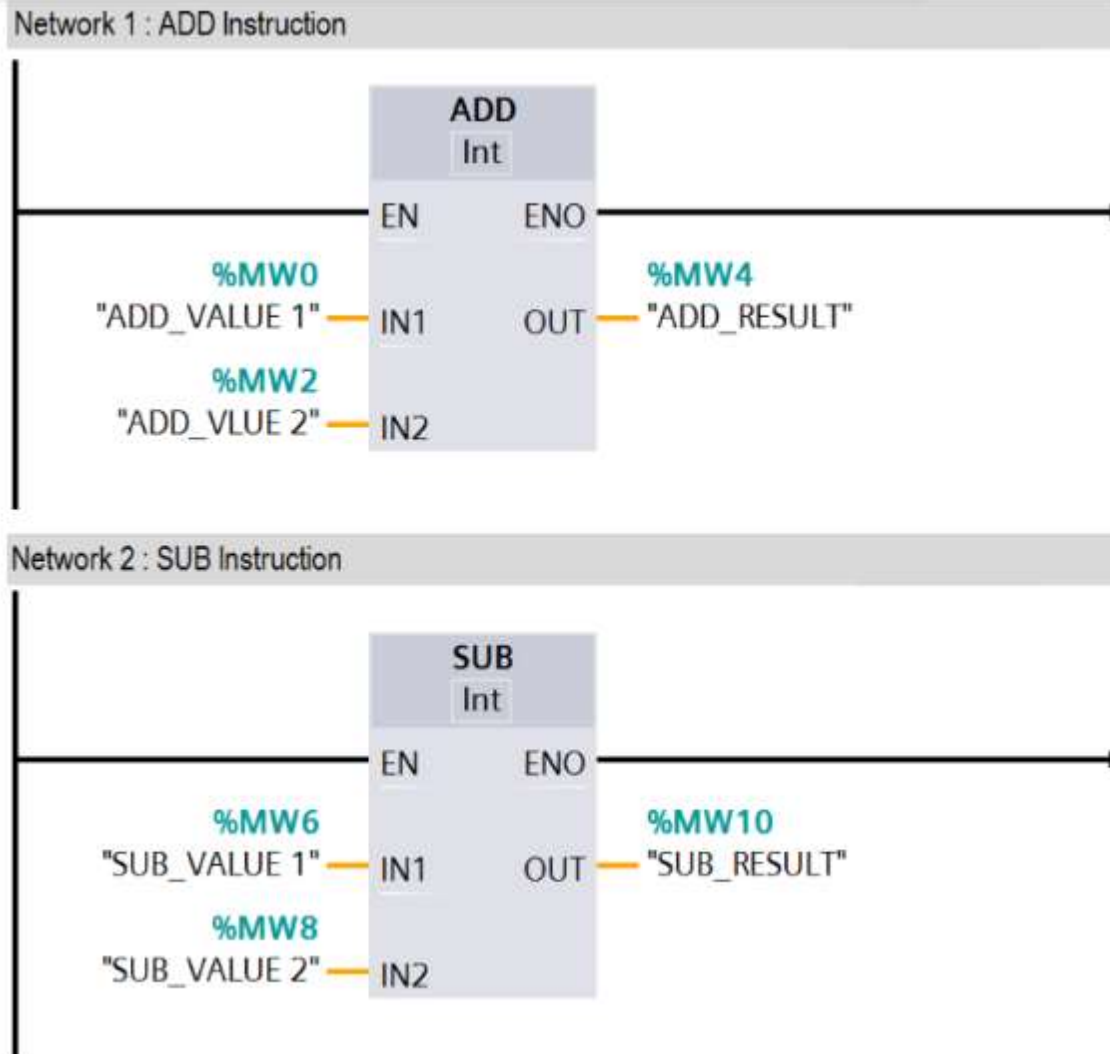 Network 1 : ADD Instruction
ADD
Int
EN ENO
%MW0 %MW4
"ADD_VALUE 1" IN1 OUT "ADD_RESULT"
%MW2
"ADD_VLUE 2" IN2
Network 2 : SUB Instruction
SUB
Int
EN ENO
%MW6 %MW10
"SUB_VALUE 1" IN1 OUT "SUB_RESULT"
%MW8
"SUB_VALUE 2" IN2